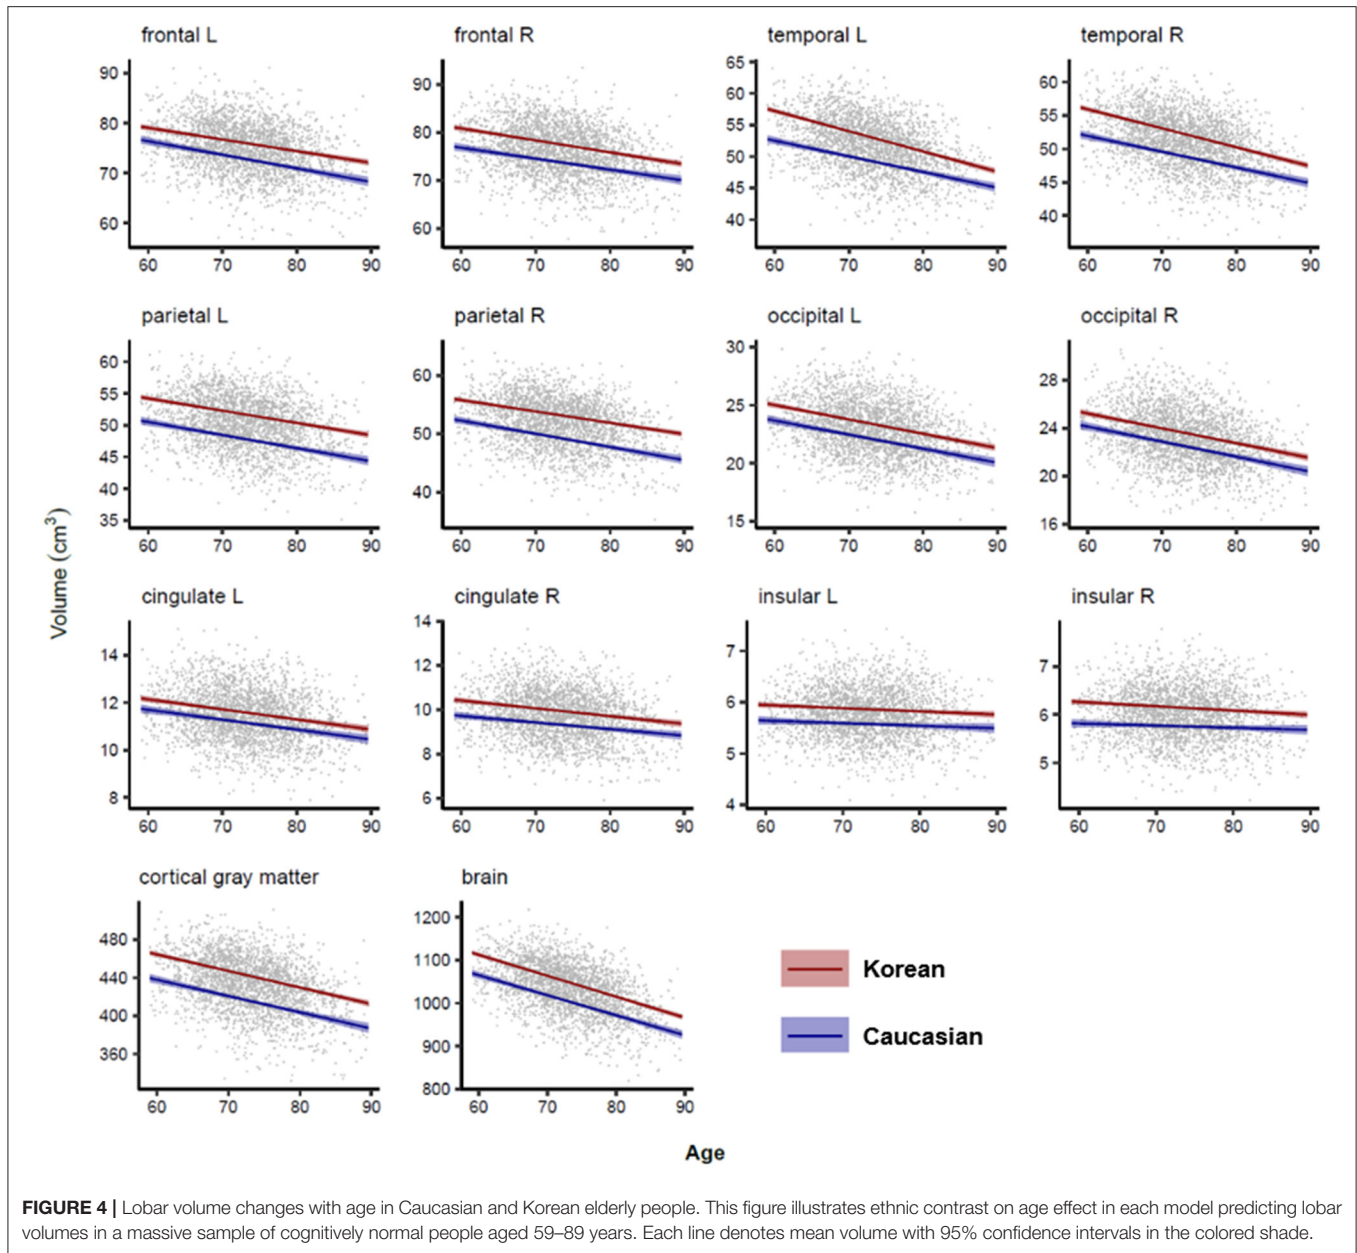 frontal L
frontal R
temporal L
temporal R
90
80
70
60
60 70 80 90
90
80
70
60
60 70 80 90
65
60
55
50
45
40
60 70 80 90
60
55
50
45
40
60 70 80 90
parietal L
parietal R
occipital L
occipital R
60
55
50
45
40
35
60 70 80 90
60
50
40
60 70 80 90
30
25
20
15
60 70 80 90
28
24
20
16
60 70 80 90
Volume (cm³)
cingulate L
cingulate R
insular L
insular R
14
12
10
8
60 70 80 90
14
12
10
8
6
60 70 80 90
7
6
5
4
60 70 80 90
7
6
5
60 70 80 90
cortical gray matter
brain
480
440
400
360
60 70 80 90
1200
1100
1000
900
800
60 70 80 90
Korean
Caucasian
Age
FIGURE 4 | Lobar volume changes with age in Caucasian and Korean elderly people. This figure illustrates ethnic contrast on age effect in each model predicting lobar
volumes in a massive sample of cognitively normal people aged 59–89 years. Each line denotes mean volume with 95% confidence intervals in the colored shade.